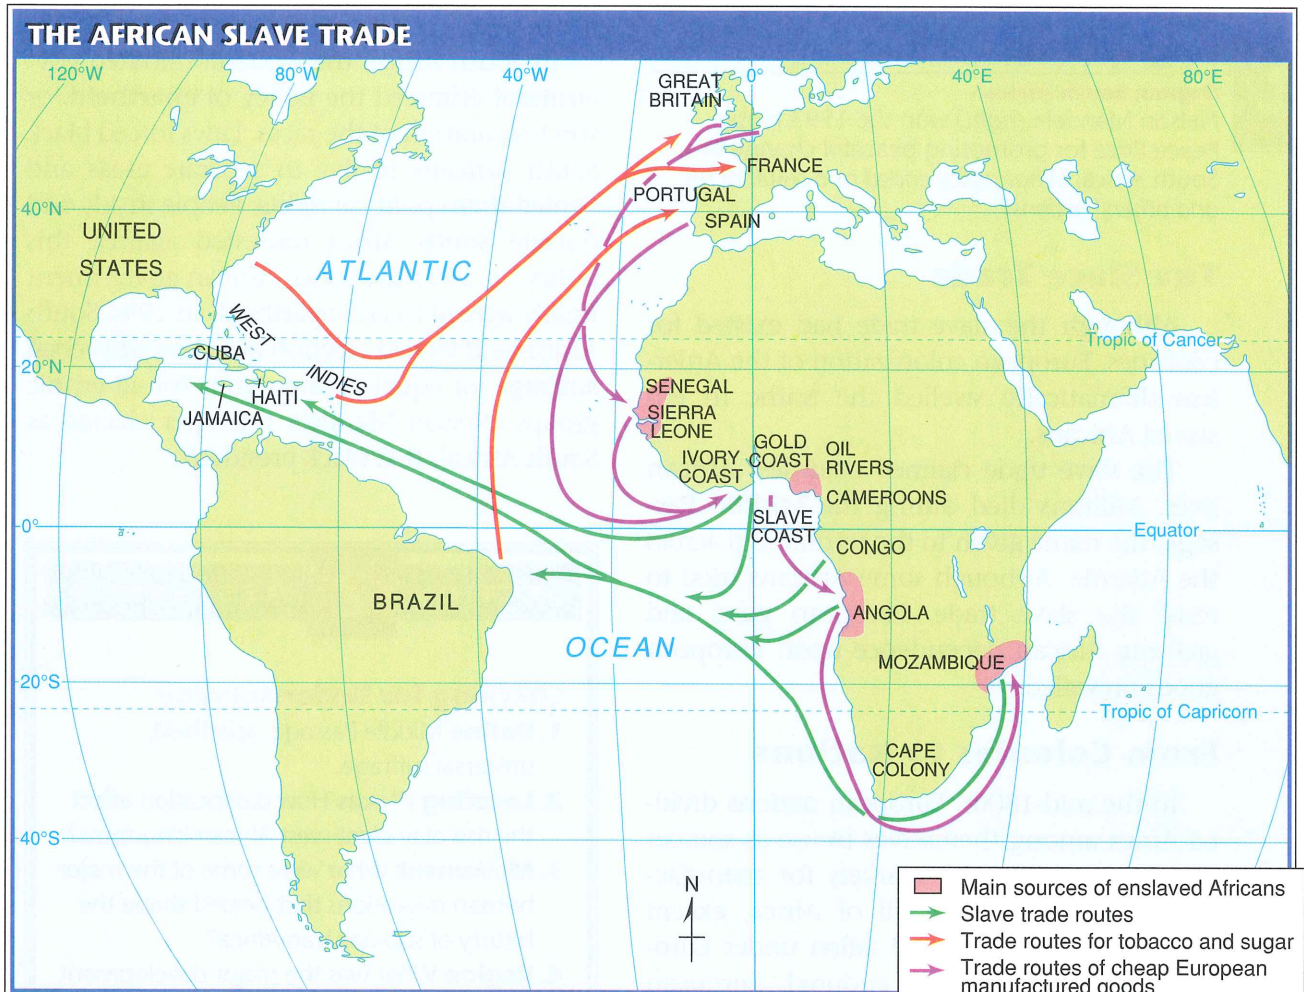 THE AFRICAN SLAVE TRADE
120°W
80°W
40°W
0°
40°E
80°E
GREAT
BRITAIN
FRANCE
PORTUGAL
SPAIN
40°N
UNITED
STATES
ATLANTIC
WEST
INDIES
Tropic of Cancer
CUBA
20°N
HAITI
JAMAICA
SENEGAL
SIERRA
LEONE
GOLD
COAST
IVORY
COAST
OIL
RIVERS
CAMEROONS
SLAVE
COAST
0°
Equator
CONGO
BRAZIL
ANGOLA
OCEAN
MOZAMBIQUE
20°S
Tropic of Capricorn
CAPE
COLONY
40°S
N
Main sources of enslaved Africans
Slave trade routes
Trade routes for tobacco and sugar
Trade routes of cheap European
manufactured goods